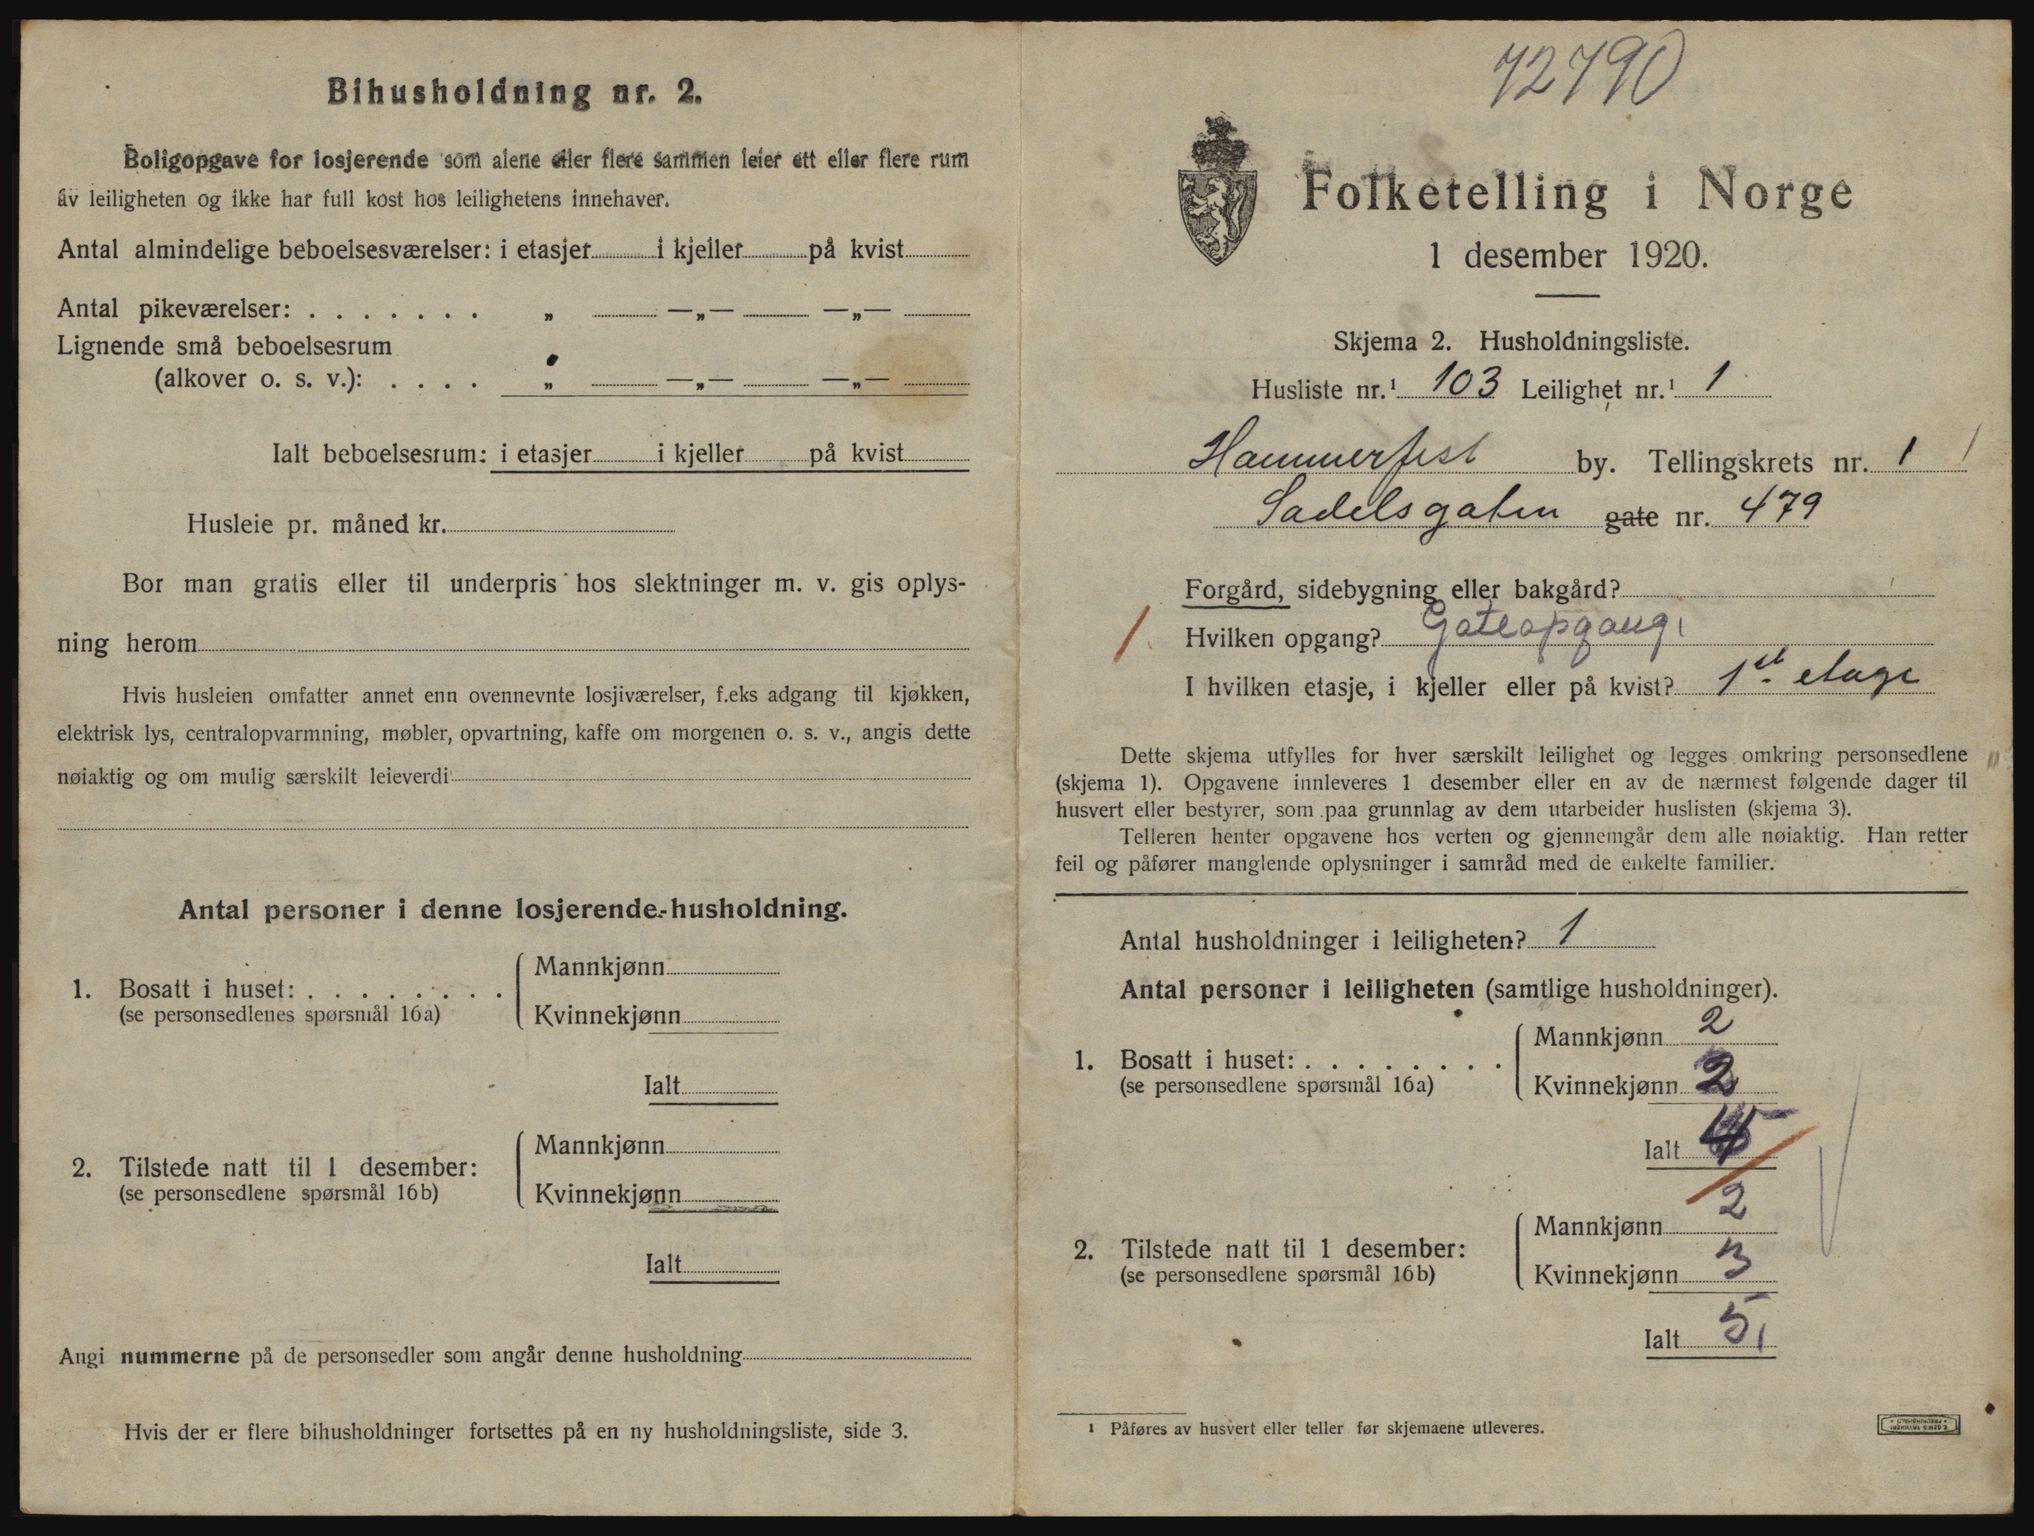 Bihusholdning nr. 2.
Boligopgave for losjerende som alene eller flere sammen leier ett eller flere rum
av leiligheten og ikke har full kost hos leilighetens innehaver.
Antal almindelige beboelsesværelser: i etasjer i kjeller på kvist
Antal pikeværelser: . . . . . . . „ —„— —„—
Lignende små beboelsesrum
(alkover o. s. v.): . . . . „ —„— —„—
Ialt beboelsesrum: i etasjer i kjeller på kvist
Husleie pr. måned kr.
Bor man gratis eller til underpris hos slektninger m. v. gis oplys-
ning herom
Hvis husleien omfatter annet enn ovennevnte losjiværelser, f.eks adgang til kjøkken,
elektrisk lys, centralopvarmning, møbler, opvartning, kaffe om morgenen o. s. v., angis dette
nøiaktig og om mulig særskilt leieverdi
Antal personer i denne losjerende-husholdning.
1. Bosatt i huset: . . . . . . . . Mannkjønn
(se personsedlenes spørsmål 16a) Kvinnekjønn
Ialt
2. Tilstede natt til 1 desember: Mannkjønn
(se personsedlene spørsmål 16b) Kvinnekjønn
Ialt
Angi nummerne på de personsedler som angår denne husholdning
Hvis der er flere bihusholdninger fortsettes på en ny husholdningsliste, side 3.
72790
Folketelling i Norge
1 desember 1920.
Skjema 2. Husholdningsliste.
Husliste nr.¹ 103 Leilighet nr.¹ 1
Hammerfest by. Tellingskrets nr. 1 1
Sadelsgaten gate nr. 479
Forgård, sidebygning eller bakgård?
1. Hvilken opgang? Gateopgang
I hvilken etasje, i kjeller eller på kvist? 1st etage
Dette skjema utfylles for hver særskilt leilighet og legges omkring personsedlene
(skjema 1). Opgavene innleveres 1 desember eller en av de nærmest følgende dager til
husvert eller bestyrer, som paa grunnlag av dem utarbeider huslisten (skjema 3).
Telleren henter opgavene hos verten og gjennemgår dem alle nøiaktig. Han retter
feil og påfører manglende oplysninger i samråd med de enkelte familier.
Antal husholdninger i leiligheten? 1
Antal personer i leiligheten (samtlige husholdninger).
1. Bosatt i huset: . . . . . . . . Mannkjønn 2
(se personsedlene spørsmål 16a) Kvinnekjønn 2
Ialt 4
2. Tilstede natt til 1 desember: Mannkjønn 2
(se personsedlene spørsmål 16b) Kvinnekjønn 3
Ialt 5
¹ Påføres av husvert eller teller før skjemaene utleveres.